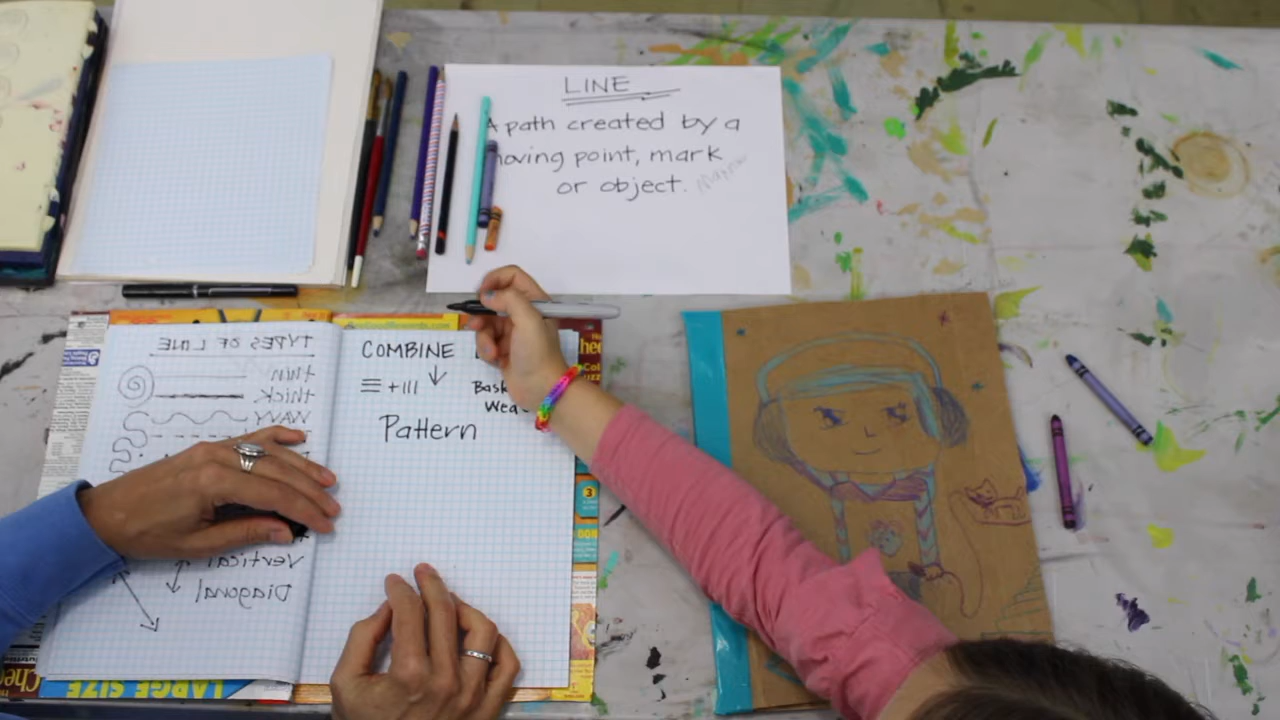 LINE
A path created by a
moving point, mark
or object.
TYPES OF LINE
thin
thick
WAVY
Vertical
Diagonal
COMBINE
Pattern
LARGE SIZE